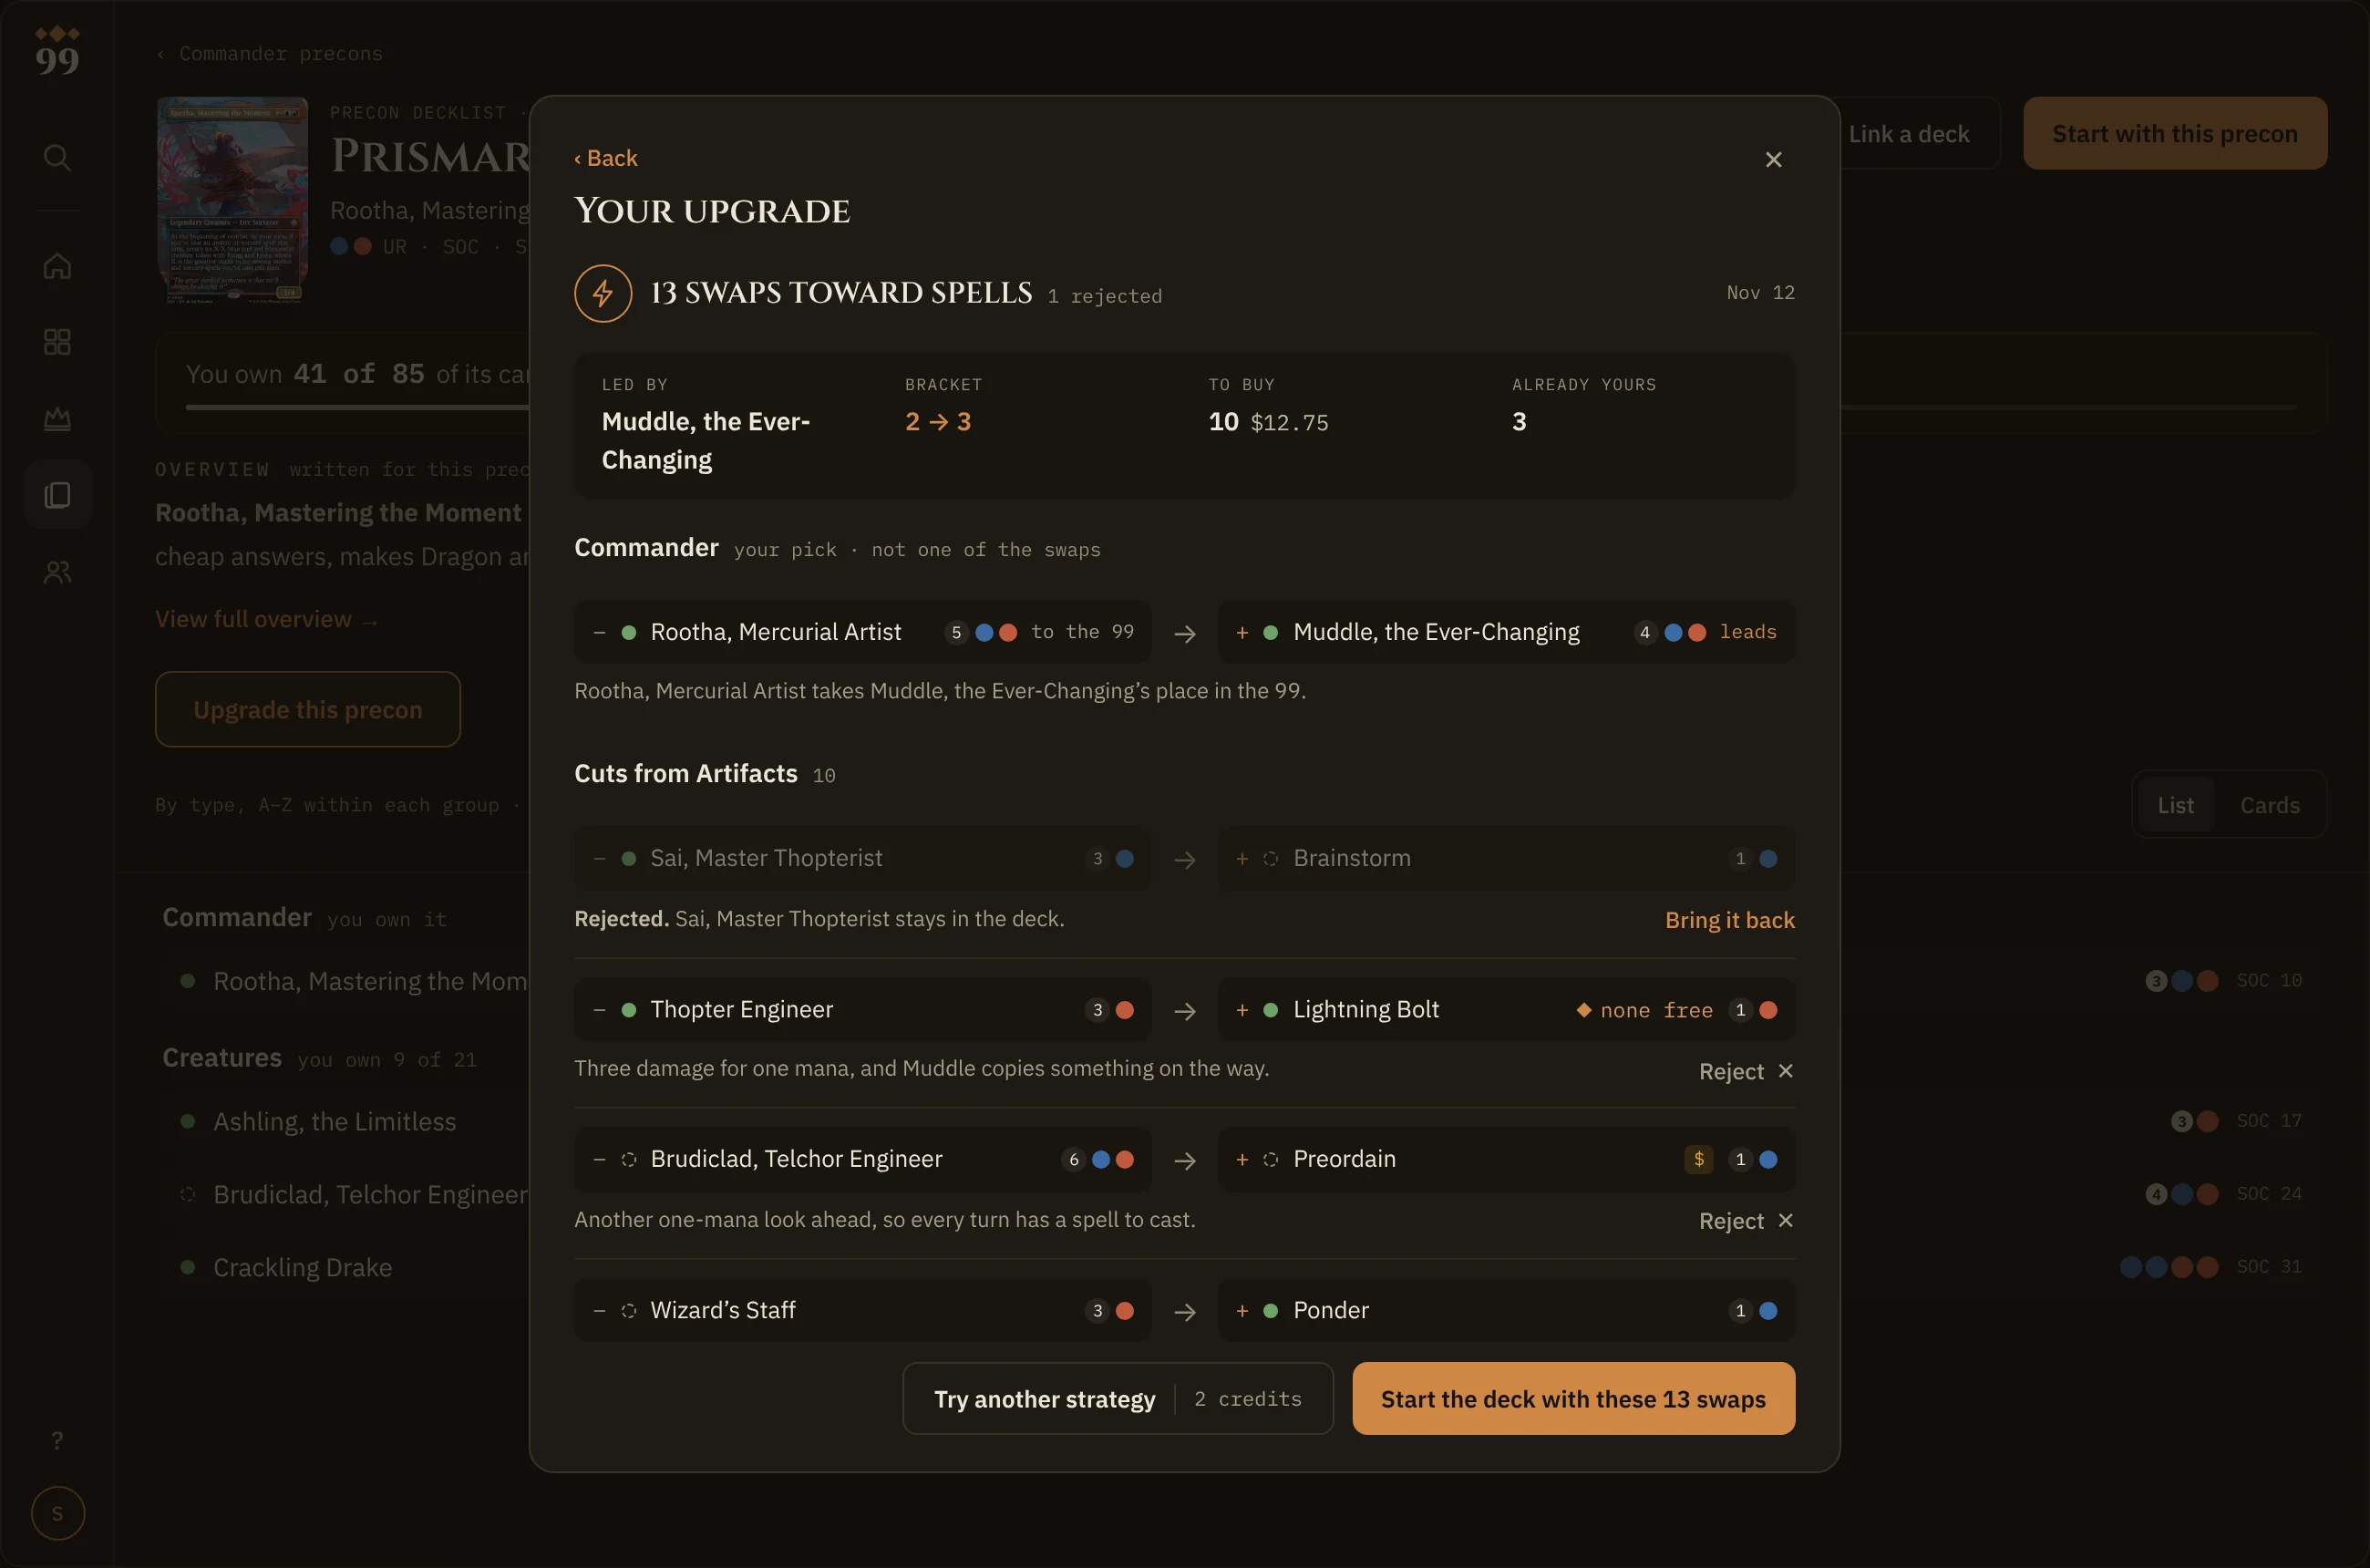 99
‹ Commander precons
PRECON DECKLIST ·
PRISMAR
Rootha, Mastering
UR · SOC · S
Link a deck
Start with this precon
You own 41 of 85 of its car
OVERVIEW written for this prec
Rootha, Mastering the Moment
cheap answers, makes Dragon ar
View full overview →
Upgrade this precon
By type, A–Z within each group ·
List
Cards
Commander you own it
Rootha, Mastering the Mom
3 SOC 10
Creatures you own 9 of 21
Ashling, the Limitless
3 SOC 17
Brudiclad, Telchor Engineer
4 SOC 24
Crackling Drake
SOC 31
?
S
‹ Back
×
YOUR UPGRADE
13 SWAPS TOWARD SPELLS 1 rejected
Nov 12
LED BY
Muddle, the Ever-
Changing
BRACKET
2 → 3
TO BUY
10 $12.75
ALREADY YOURS
3
Commander your pick · not one of the swaps
− Rootha, Mercurial Artist 5 to the 99
→
+ Muddle, the Ever-Changing 4 leads
Rootha, Mercurial Artist takes Muddle, the Ever-Changing’s place in the 99.
Cuts from Artifacts 10
− Sai, Master Thopterist 3
→
+ Brainstorm 1
Rejected. Sai, Master Thopterist stays in the deck.
Bring it back
− Thopter Engineer 3
→
+ Lightning Bolt ◆ none free 1
Three damage for one mana, and Muddle copies something on the way.
Reject ×
− Brudiclad, Telchor Engineer 6
→
+ Preordain $ 1
Another one-mana look ahead, so every turn has a spell to cast.
Reject ×
− Wizard’s Staff 3
→
+ Ponder 1
Try another strategy | 2 credits
Start the deck with these 13 swaps